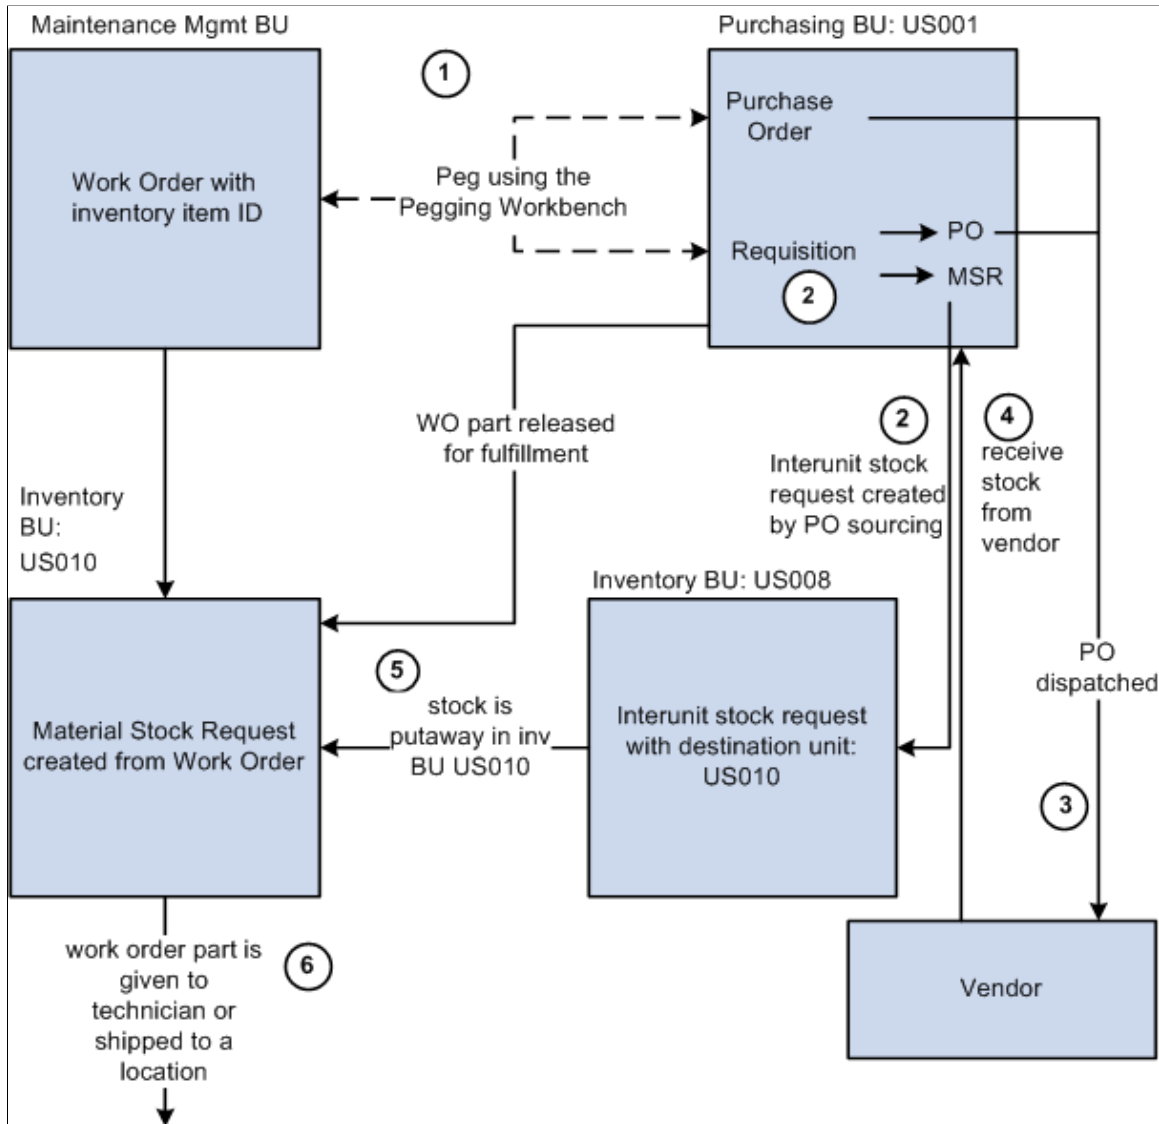 Maintenance Mgmt BU
Purchasing BU: US001
1
Purchase
Order
Work Order with
inventory item ID
Peg using the
Pegging Workbench
Requisition
PO
MSR
2
WO part released
for fulfillment
2
Interunit stock
request created
by PO sourcing
4
receive
stock
from
vendor
Inventory
BU:
US010
Inventory BU: US008
PO
dispatched
5
stock is
putaway in inv
BU US010
Material Stock Request
created from Work Order
Interunit stock request
with destination unit:
US010
3
work order part is
given to
technician or
shipped to a
location
6
Vendor